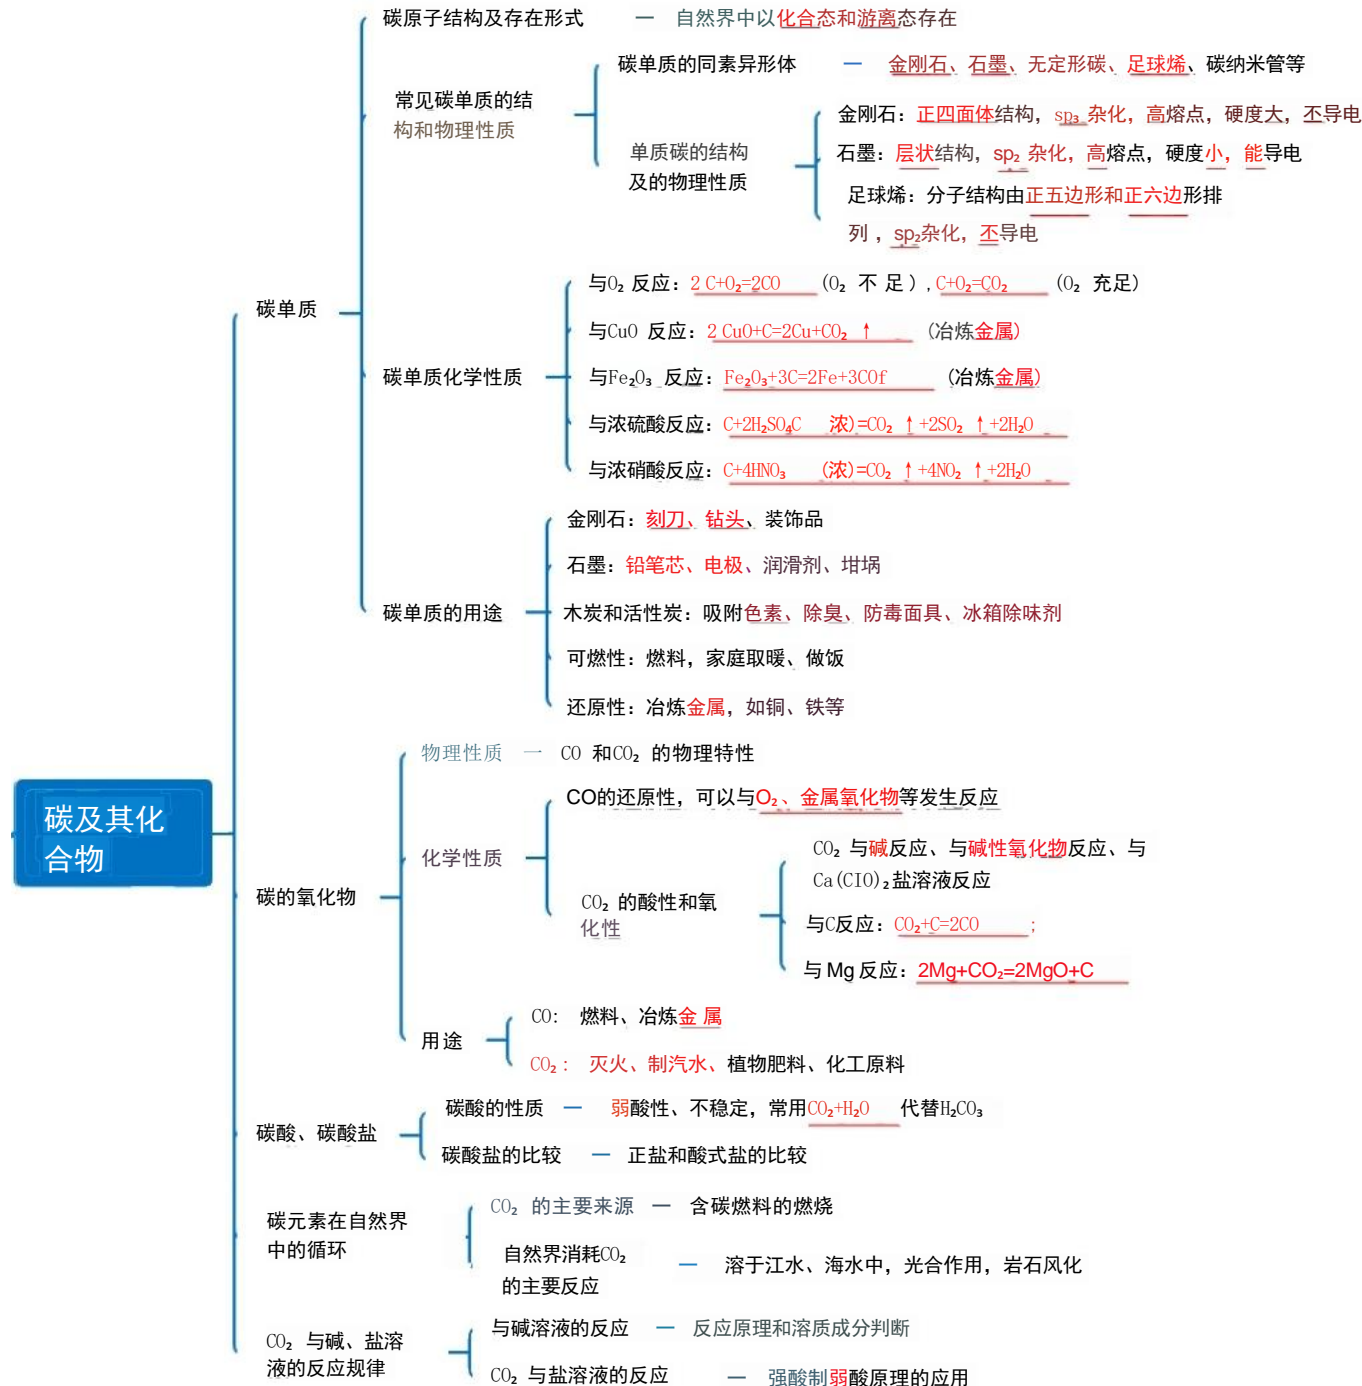 碳原子结构及存在形式 — 自然界中以化合态和游离态存在
碳单质的同素异形体 — 金刚石、石墨、无定形碳、足球烯、碳纳米管等
常见碳单质的结
构和物理性质
单质碳的结构
及的物理性质
金刚石：正四面体结构，sp₃杂化，高熔点，硬度大，不导电
石墨：层状结构，sp₂ 杂化，高熔点，硬度小，能导电
足球烯：分子结构由正五边形和正六边形排
列，sp₂杂化，不导电
碳单质
碳单质化学性质
与O₂反应：2 C+O₂=2CO (O₂ 不 足 ) ,C+O₂=CO₂ (O₂ 充足)
与CuO 反应：2 CuO+C=2Cu+CO₂ ↑ (冶炼金属)
与Fe₂O₃ 反应：Fe₂O₃+3C=2Fe+3COf (冶炼金属)
与浓硫酸反应：C+2H₂SO₄C 浓)=CO₂ ↑+2SO₂ ↑+2H₂O
与浓硝酸反应：C+4HNO₃ (浓)=CO₂ ↑+4NO₂ ↑+2H₂O
碳单质的用途
金刚石：刻刀、钻头、装饰品
石墨：铅笔芯、电极、润滑剂、坩埚
木炭和活性炭：吸附色素、除臭、防毒面具、冰箱除味剂
可燃性：燃料，家庭取暖、做饭
还原性：冶炼金属，如铜、铁等
碳及其化
合物
碳的氧化物
物理性质 — CO 和CO₂ 的物理特性
化学性质
CO的还原性，可以与O₂、金属氧化物等发生反应
CO₂ 的酸性和氧
化性
CO₂ 与碱反应、与碱性氧化物反应、与
Ca(CIO)₂盐溶液反应
与C反应：CO₂+C=2CO ;
与 Mg 反应：2Mg+CO₂=2MgO+C
用途
CO: 燃料、冶炼金 属
CO₂: 灭火、制汽水、植物肥料、化工原料
碳酸、碳酸盐
碳酸的性质 — 弱酸性、不稳定，常用CO₂+H₂O 代替H₂CO₃
碳酸盐的比较 — 正盐和酸式盐的比较
碳元素在自然界
中的循环
CO₂ 的主要来源 — 含碳燃料的燃烧
自然界消耗CO₂
的主要反应
— 溶于江水、海水中，光合作用，岩石风化
CO₂ 与碱、盐溶
液的反应规律
与碱溶液的反应 — 反应原理和溶质成分判断
CO₂ 与盐溶液的反应 — 强酸制弱酸原理的应用